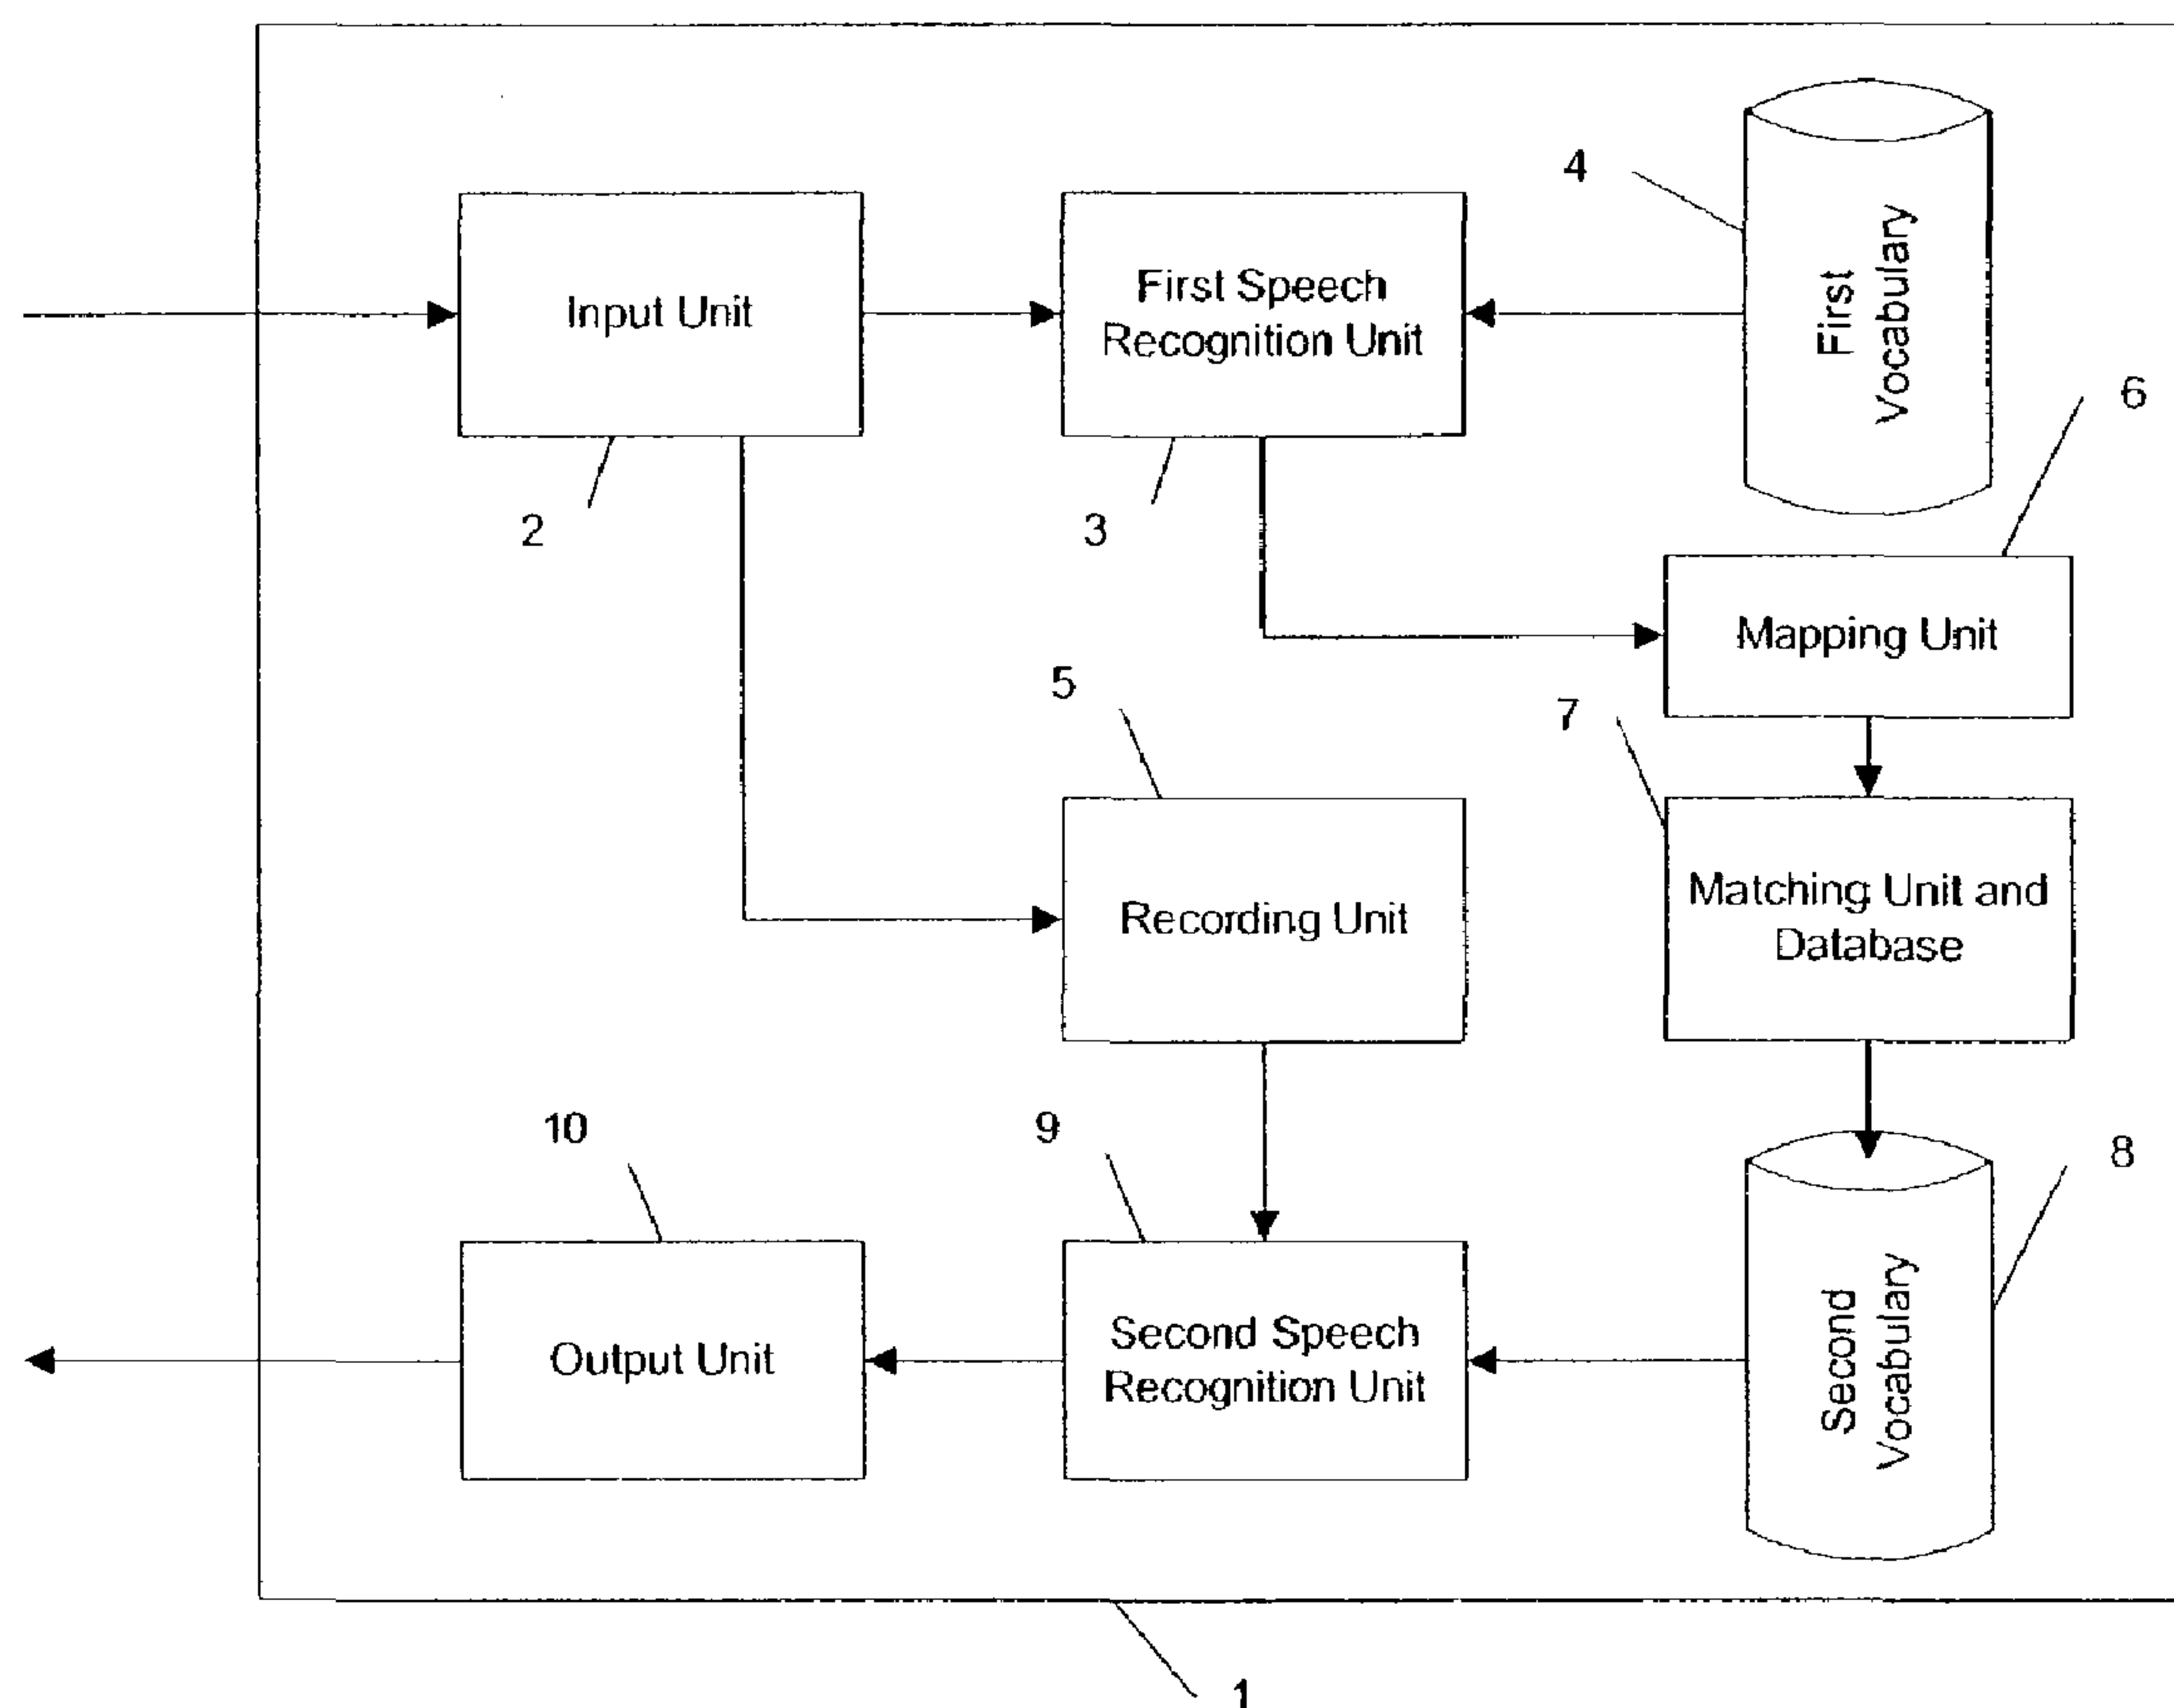 4
First
Vocabulary
Input Unit
First Speech
Recognition Unit
6
2
3
Mapping Unit
5
7
Recording Unit
Matching Unit and
Database
10
9
8
Output Unit
Second Speech
Recognition Unit
Second
Vocabulary
1